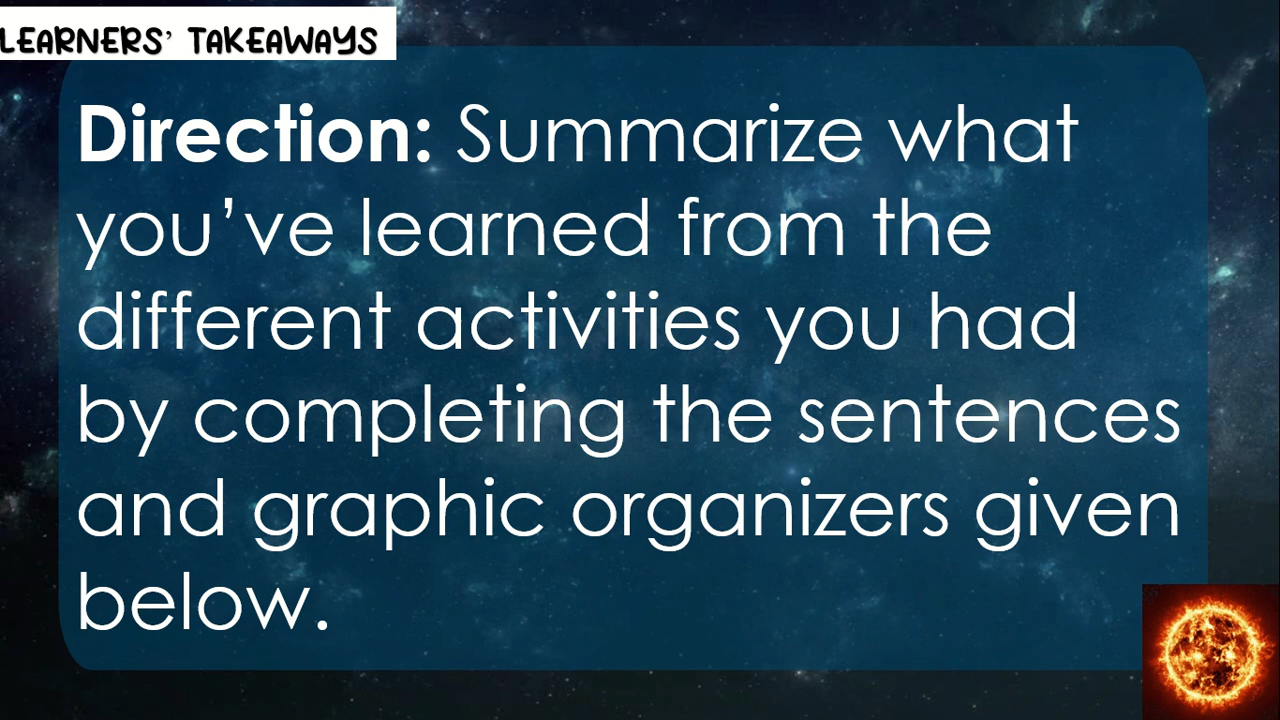 LEARNERS' TAKEAWAYS
Direction: Summarize what
you've learned from the
different activities you had
by completing the sentences
and graphic organizers given
below.